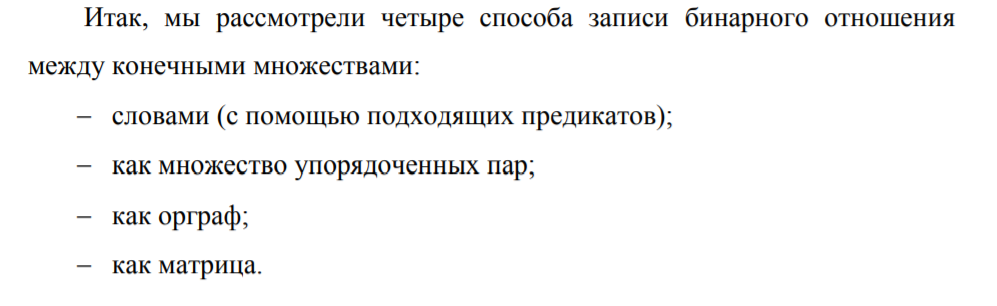 Итак, мы рассмотрели четыре способа записи бинарного отношения
между конечными множествами:
– словами (с помощью подходящих предикатов);
– как множество упорядоченных пар;
– как орграф;
– как матрица.